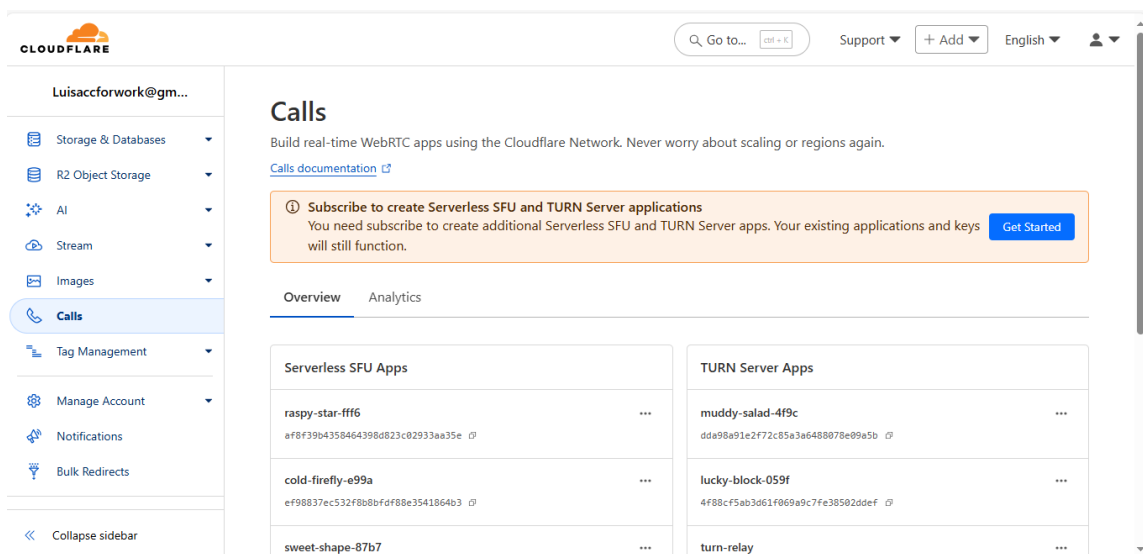 CLOUDFLARE
Go to... ctrl + K
Support
+ Add
English
Luisaccforwork@gm...
Storage & Databases
R2 Object Storage
AI
Stream
Images
Calls
Tag Management
Manage Account
Notifications
Bulk Redirects
Collapse sidebar
Calls
Build real-time WebRTC apps using the Cloudflare Network. Never worry about scaling or regions again.
Calls documentation
Subscribe to create Serverless SFU and TURN Server applications
You need subscribe to create additional Serverless SFU and TURN Server apps. Your existing applications and keys
will still function.
Get Started
Overview Analytics
Serverless SFU Apps
raspy-star-fff6
af8f39b4358464398d823c02933aa35e
cold-firefly-e99a
ef98837ec532f8b8bfdf88e3541864b3
sweet-shape-87b7
TURN Server Apps
muddy-salad-4f9c
dda98a91e2f72c85a3a6488078e09a5b
lucky-block-059f
4f88cf5ab3d61f069a9c7fe38502ddef
turn-relay